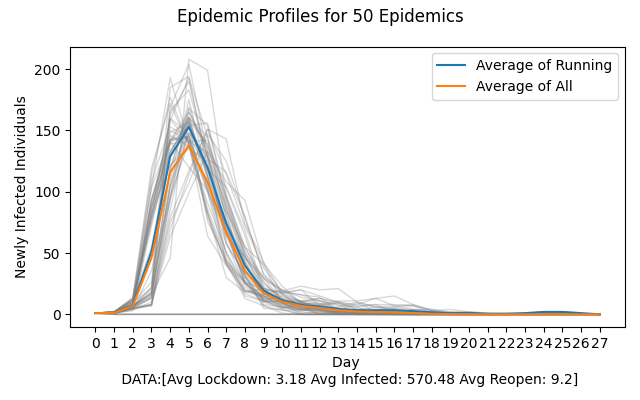 Epidemic Profiles for 50 Epidemics
Average of Running
Average of All
Newly Infected Individuals
200
150
100
50
0
0 1 2 3 4 5 6 7 8 9 10 11 12 13 14 15 16 17 18 19 20 21 22 23 24 25 26 27
Day
DATA:[Avg Lockdown: 3.18 Avg Infected: 570.48 Avg Reopen: 9.2]